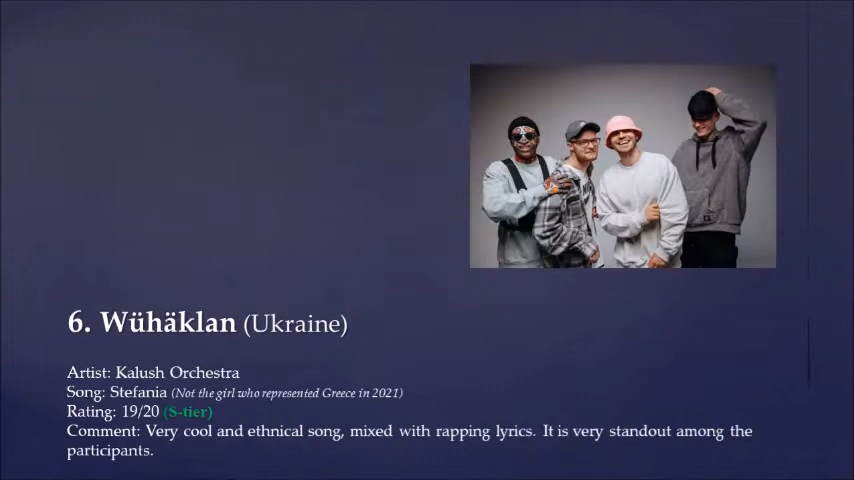 6. Wühäklan (Ukraine)
Artist: Kalush Orchestra
Song: Stefania (Not the girl who represented Greece in 2021)
Rating: 19/20 (S-tier)
Comment: Very cool and ethnical song, mixed with rapping lyrics. It is very standout among the
participants.